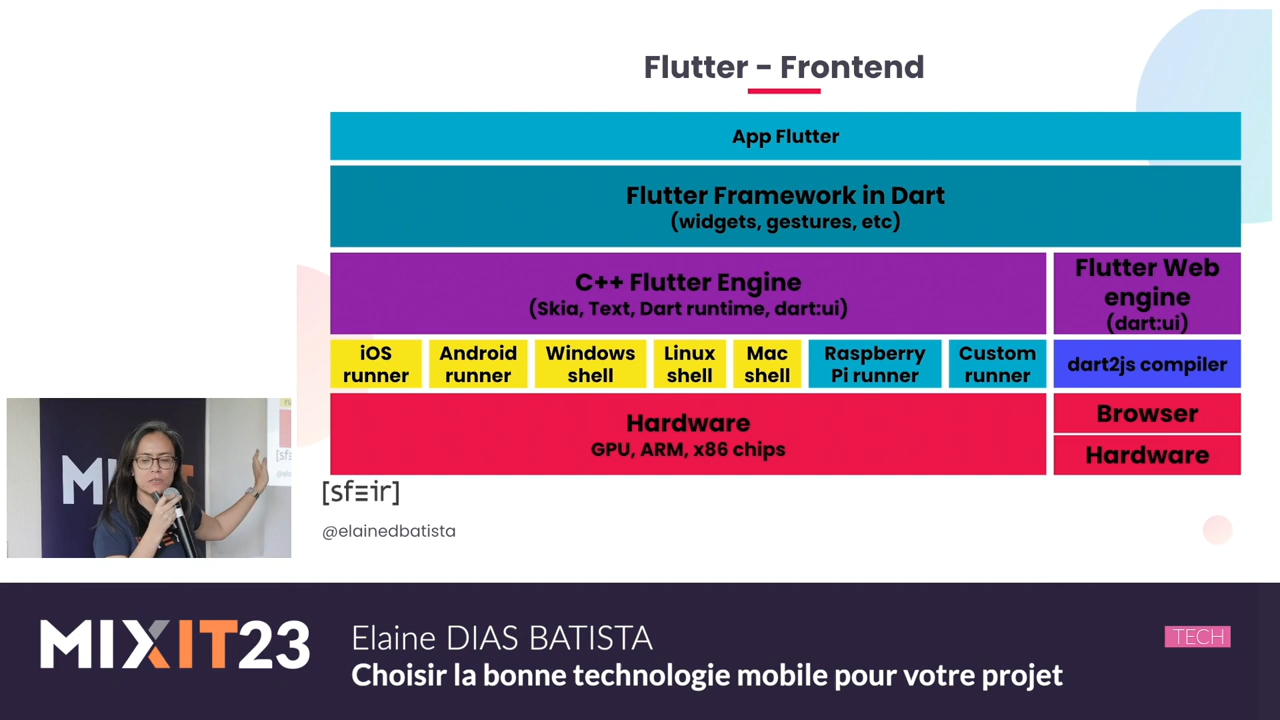 Flutter - Frontend
App Flutter
Flutter Framework in Dart
(widgets, gestures, etc)
C++ Flutter Engine
(Skia, Text, Dart runtime, dart:ui)
Flutter Web
engine
(dart:ui)
iOS
runner
Android
runner
Windows
shell
Linux
shell
Mac
shell
Raspberry
Pi runner
Custom
runner
dart2js compiler
Hardware
GPU, ARM, x86 chips
Browser
Hardware
[sfeir]
@elainedbatista
MIXIT23
Elaine DIAS BATISTA
Choisir la bonne technologie mobile pour votre projet
TECH